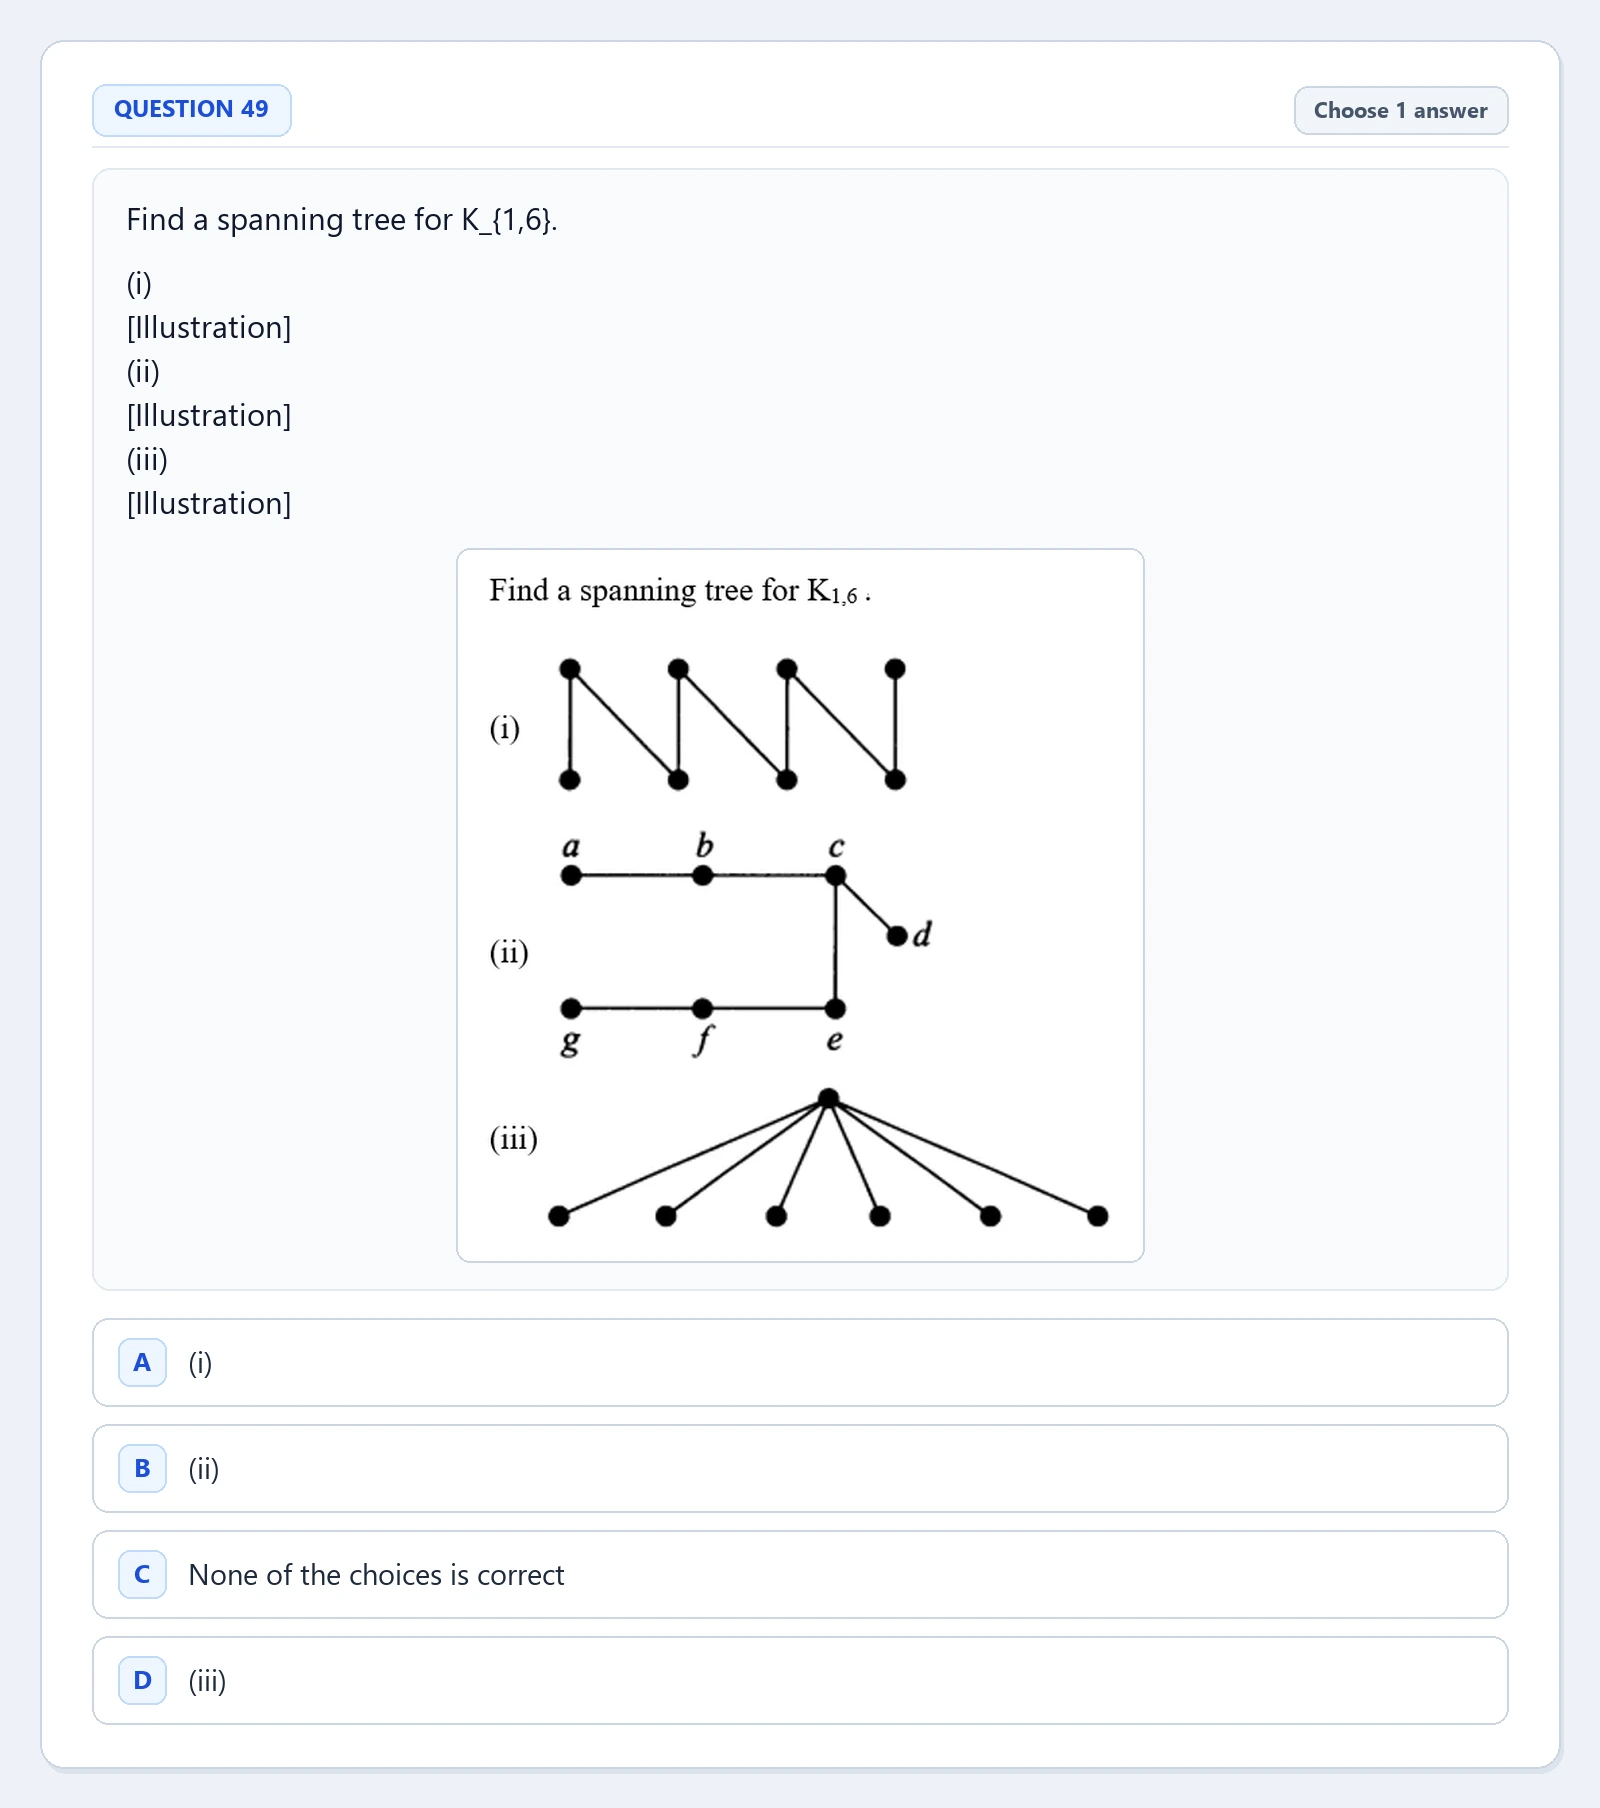 QUESTION 49
Choose 1 answer
Find a spanning tree for K_{1,6}.
(i)
[Illustration]
(ii)
[Illustration]
(iii)
[Illustration]
Find a spanning tree for K1,6 .
(i)
a b c
d
(ii)
g f e
(iii)
A (i)
B (ii)
C None of the choices is correct
D (iii)